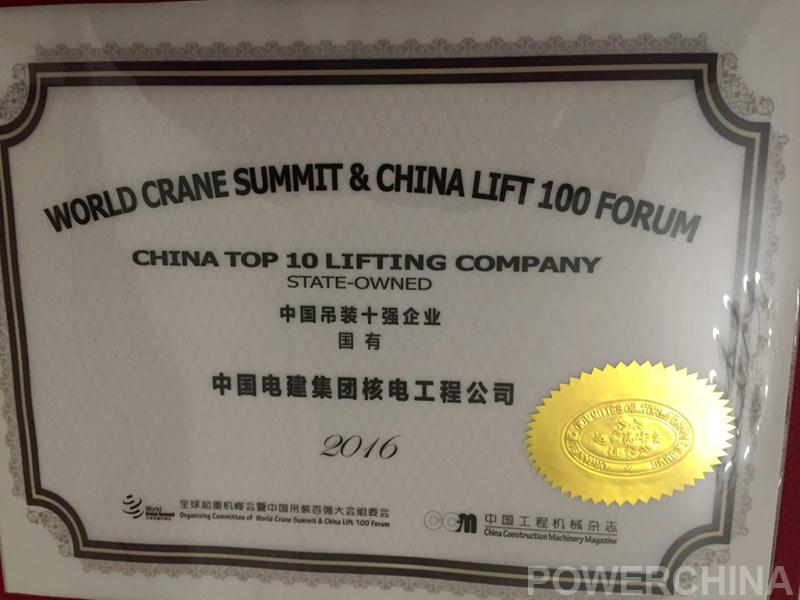 WORLD CRANE SUMMIT & CHINA LIFT 100 FORUM
CHINA TOP 10 LIFTING COMPANY
STATE-OWNED
中国吊装十强企业
国 有
中国电建集团核电工程公司
2016
World
Crane Summit
全球起重机峰会暨中国吊装百强大会组委会
Organizing Committee of World Crane Summit & China Lift 100 Forum
CCM
中国工程机械杂志
China Construction Machinery Magazine
POWERCHINA